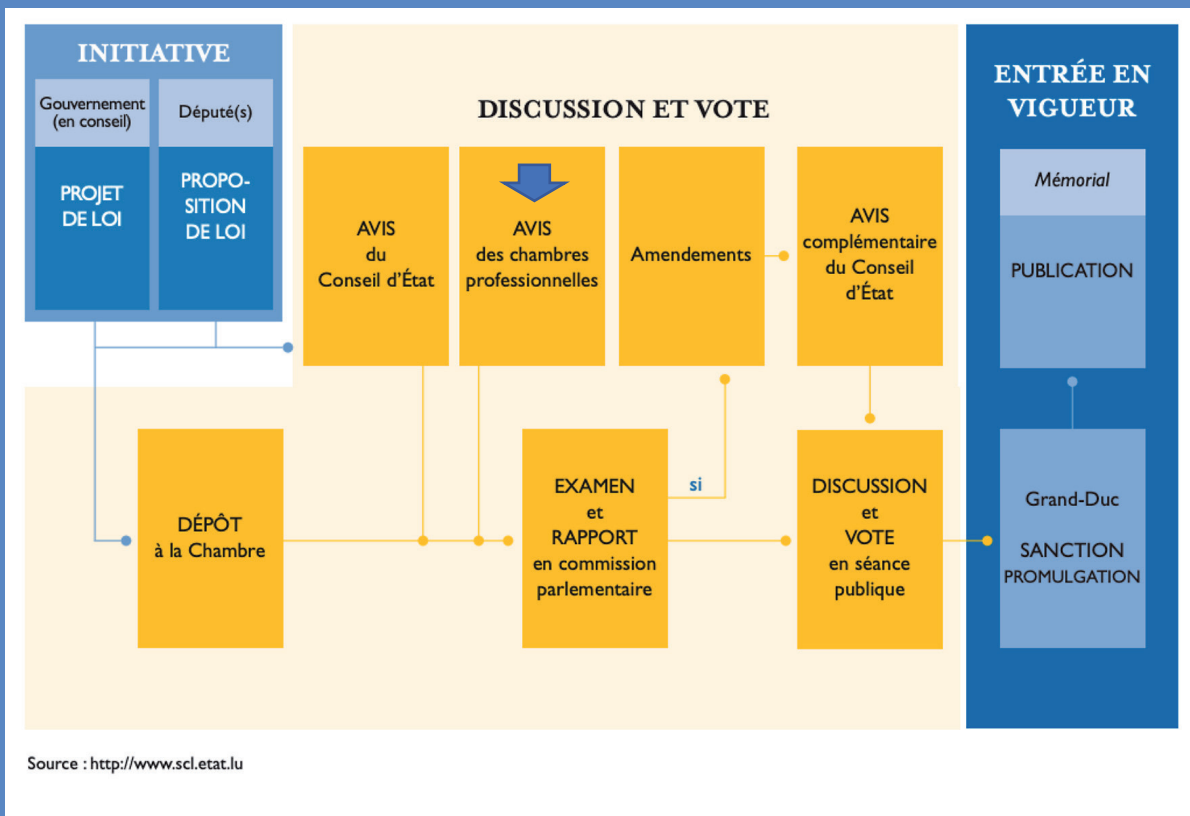 INITIATIVE
Gouvernement
(en conseil)
PROJET
DE LOI
Député(s)
PROPO-
SITION
DE LOI
DISCUSSION ET VOTE
AVIS
du
Conseil d'État
AVIS
des chambres
professionnelles
Amendements
AVIS
complémentaire
du Conseil
d'État
DÉPÔT
à la Chambre
EXAMEN
et
RAPPORT
en commission
parlementaire
si
DISCUSSION
et
VOTE
en séance
publique
ENTRÉE EN
VIGUEUR
Mémorial
PUBLICATION
Grand-Duc
SANCTION
PROMULGATION
Source : http://www.scl.etat.lu